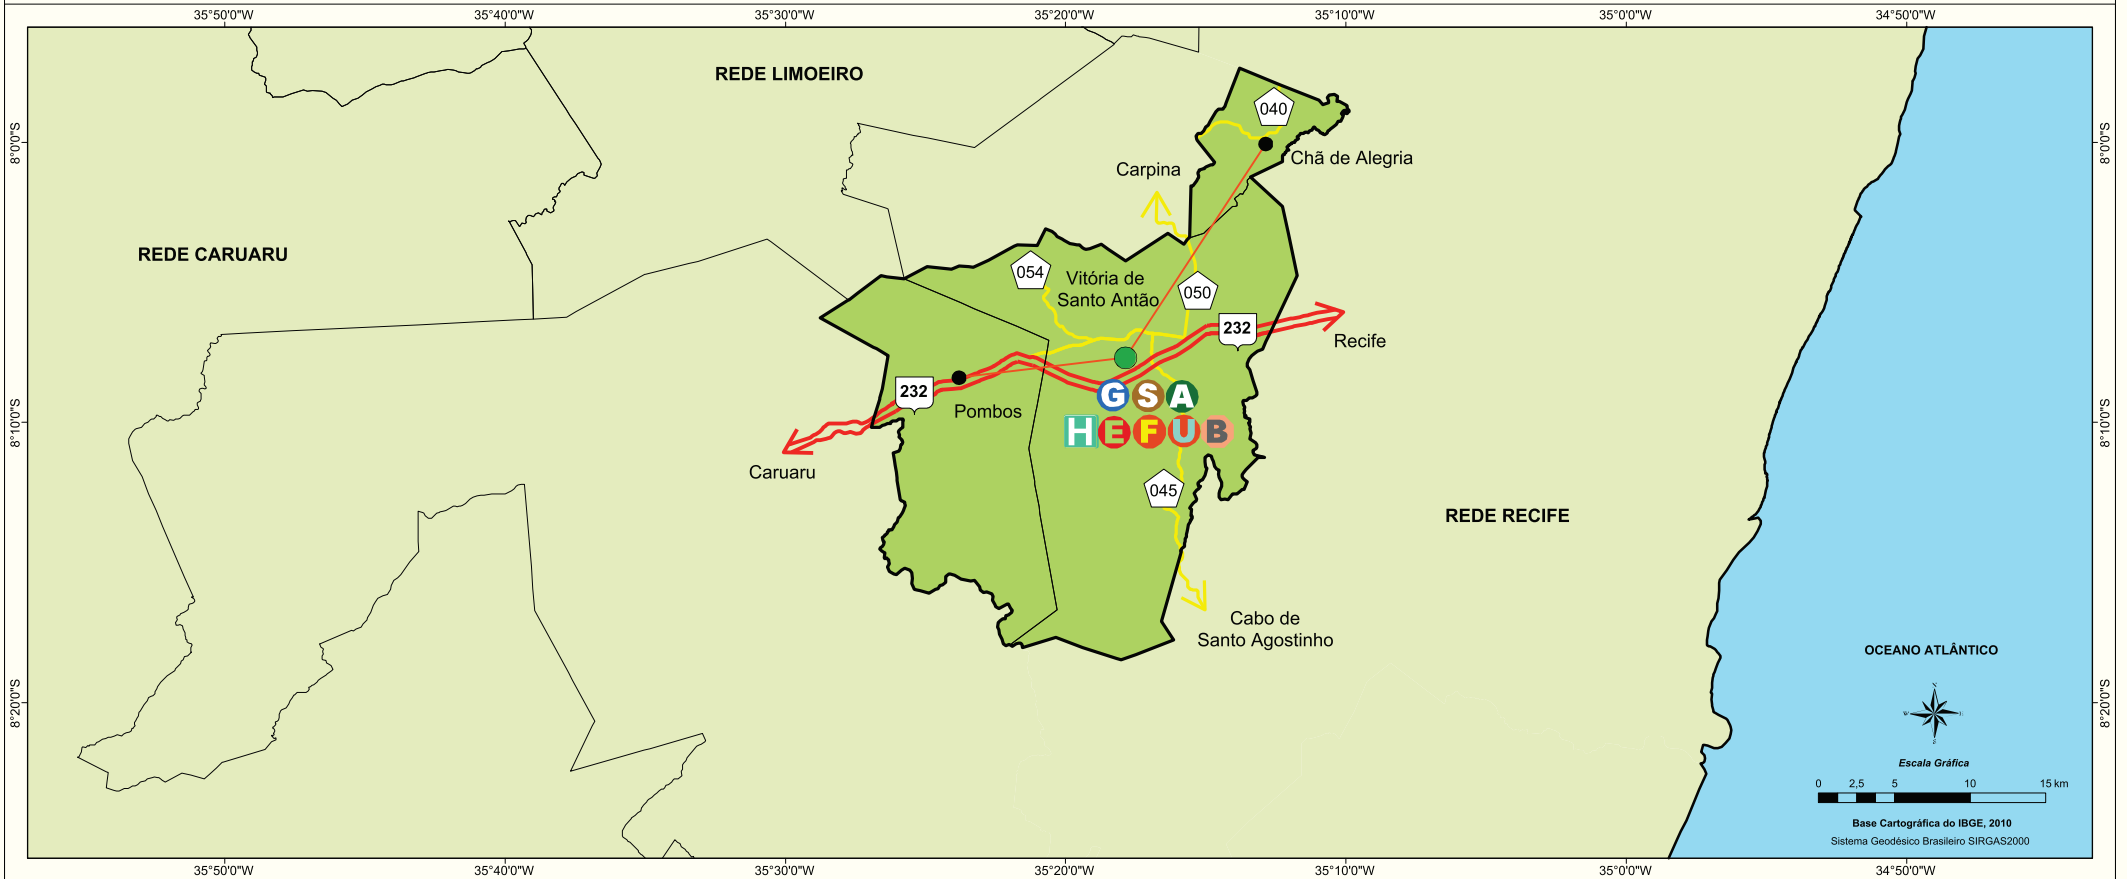 35°50'0"W 35°40'0"W 35°30'0"W 35°20'0"W 35°10'0"W 35°0'0"W 34°50'0"W
REDE LIMOEIRO
040
8°0'0"S
8°0'0"S
Chã de Alegria
Carpina
REDE CARUARU
054
Vitória de
Santo Antão
050
232
Recife
232
Pombos
G S A
H E F U B
8°10'0"S
8°10'0"S
Caruaru
045
REDE RECIFE
Cabo de
Santo Agostinho
OCEANO ATLÂNTICO
8°20'0"S
8°20'0"S
N
W E
S
Escala Gráfica
0 2,5 5 10 15 km
Base Cartográfica do IBGE, 2010
Sistema Geodésico Brasileiro SIRGAS2000
35°50'0"W 35°40'0"W 35°30'0"W 35°20'0"W 35°10'0"W 35°0'0"W 34°50'0"W